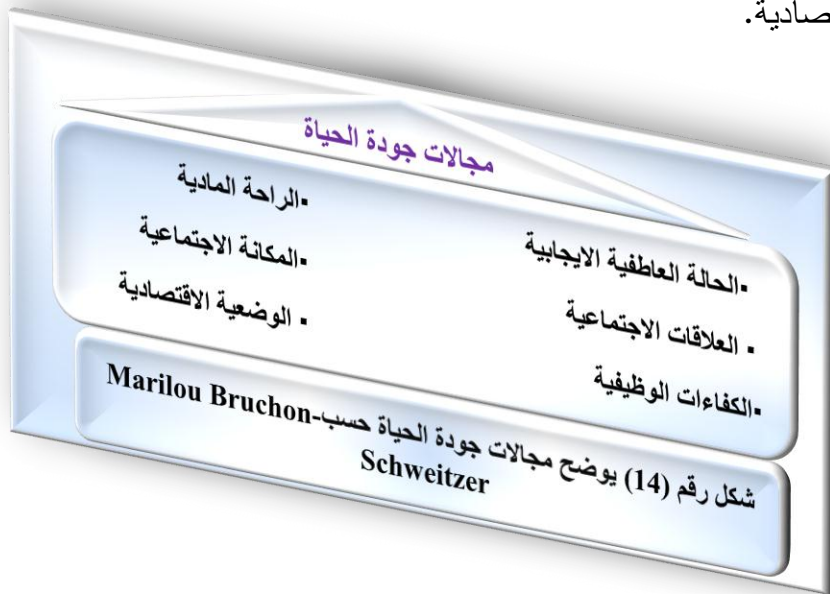 صادية.
مجالات جودة الحياة
▪الحالة العاطفية الايجابية
▪ العلاقات الاجتماعية
▪الكفاءات الوظيفية
▪الراحة المادية
▪المكانة الاجتماعية
▪ الوضعية الاقتصادية
شكل رقم (14) يوضح مجالات جودة الحياة حسب-Marilou Bruchon
Schweitzer